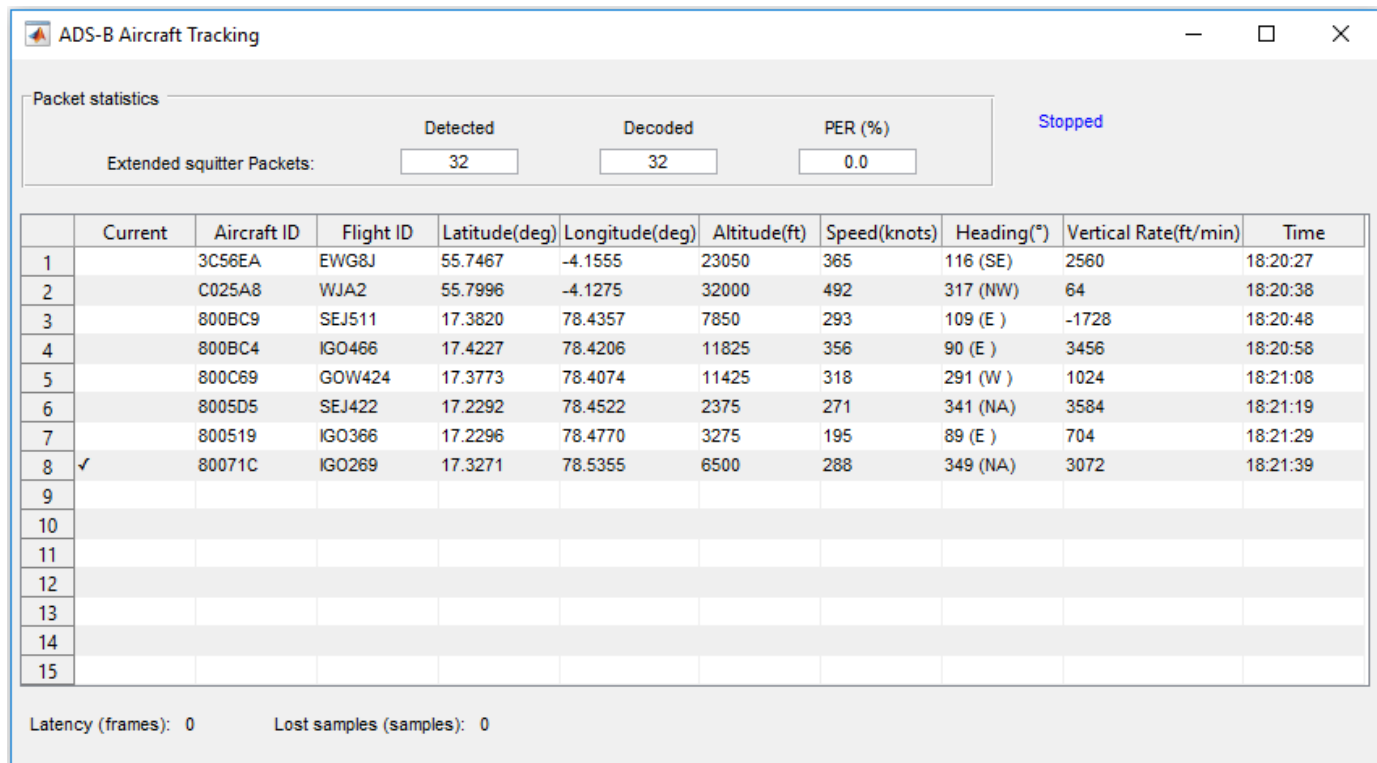 ADS-B Aircraft Tracking
Packet statistics
Detected Decoded PER (%) Stopped
Extended squitter Packets: 32 32 0.0
Current Aircraft ID Flight ID Latitude(deg) Longitude(deg) Altitude(ft) Speed(knots) Heading(°) Vertical Rate(ft/min) Time
1 3C56EA EWG8J 55.7467 -4.1555 23050 365 116 (SE) 2560 18:20:27
2 C025A8 WJA2 55.7996 -4.1275 32000 492 317 (NW) 64 18:20:38
3 800BC9 SEJ511 17.3820 78.4357 7850 293 109 (E ) -1728 18:20:48
4 800BC4 IGO466 17.4227 78.4206 11825 356 90 (E ) 3456 18:20:58
5 800C69 GOW424 17.3773 78.4074 11425 318 291 (W ) 1024 18:21:08
6 8005D5 SEJ422 17.2292 78.4522 2375 271 341 (NA) 3584 18:21:19
7 800519 IGO366 17.2296 78.4770 3275 195 89 (E ) 704 18:21:29
8 ✓ 80071C IGO269 17.3271 78.5355 6500 288 349 (NA) 3072 18:21:39
9
10
11
12
13
14
15
Latency (frames): 0 Lost samples (samples): 0